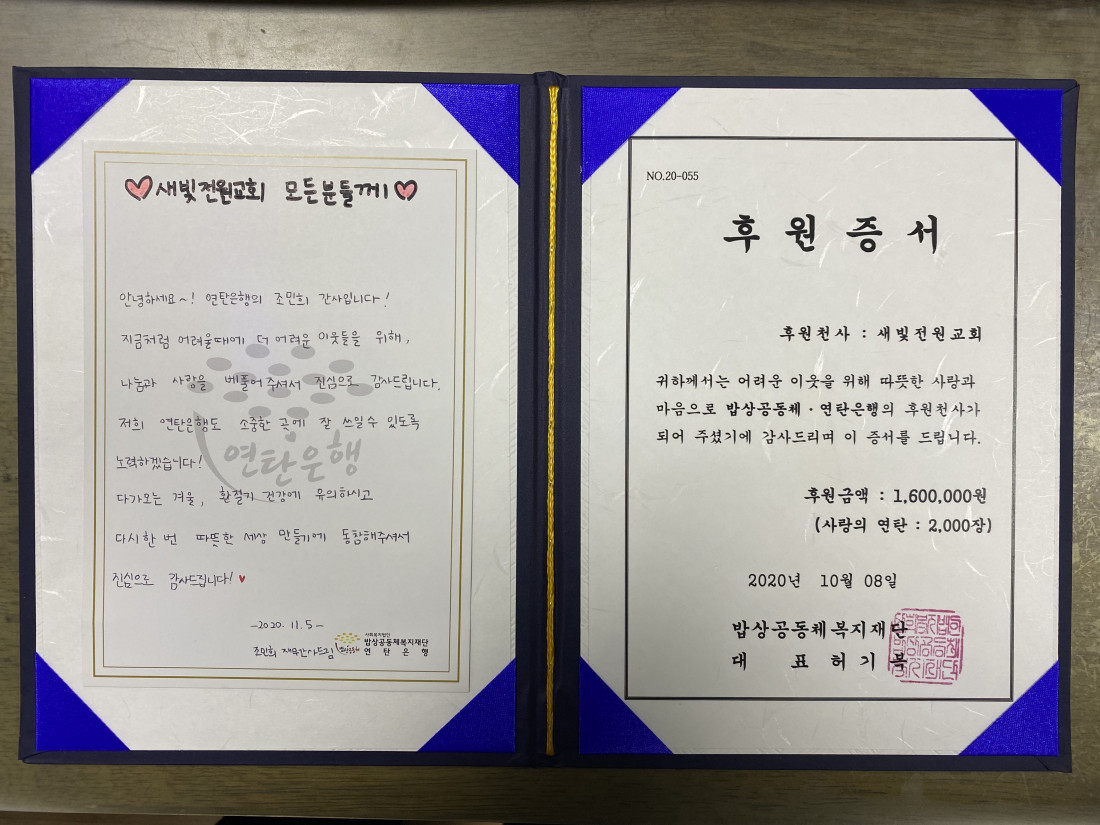 새빛전원교회 모든분들께
안녕하세요~! 연탄은행의 조민희 간사입니다!
지금처럼 어려울때에 더 어려운 이웃들을 위해,
나눔과 사랑을 베풀어 주셔서 진심으로 감사드립니다.
저희 연탄은행도 소중한 곳에 잘 쓰일수 있도록
노력하겠습니다!
다가오는 겨울, 환절기 건강에 유의하시고
다시 한 번 따뜻한 세상 만들기에 동참해주셔서
진심으로 감사드립니다!
연탄은행
-2020. 11. 5-
조민희 간사드림
사회복지법인
밥상공동체복지재단
연탄은행
NO.20-055
후원증서
후원천사 : 새빛전원교회
귀하께서는 어려운 이웃을 위해 따뜻한 사랑과
마음으로 밥상공동체·연탄은행의 후원천사가
되어 주셨기에 감사드리며 이 증서를 드립니다.
후원금액 : 1,600,000원
(사랑의 연탄 : 2,000장)
2020년 10월 08일
밥상공동체복지재단
대 표 허 기 복